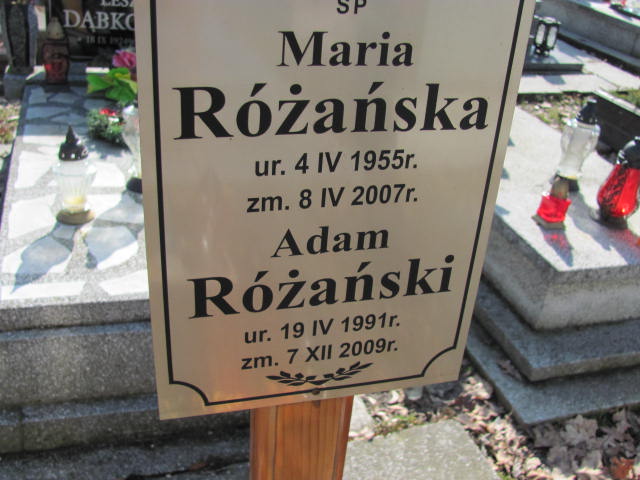 ŚP
Maria
Różańska
ur. 4 IV 1955r.
zm. 8 IV 2007r.
Adam
Różański
ur. 19 IV 1991r.
zm. 7 XII 2009r.